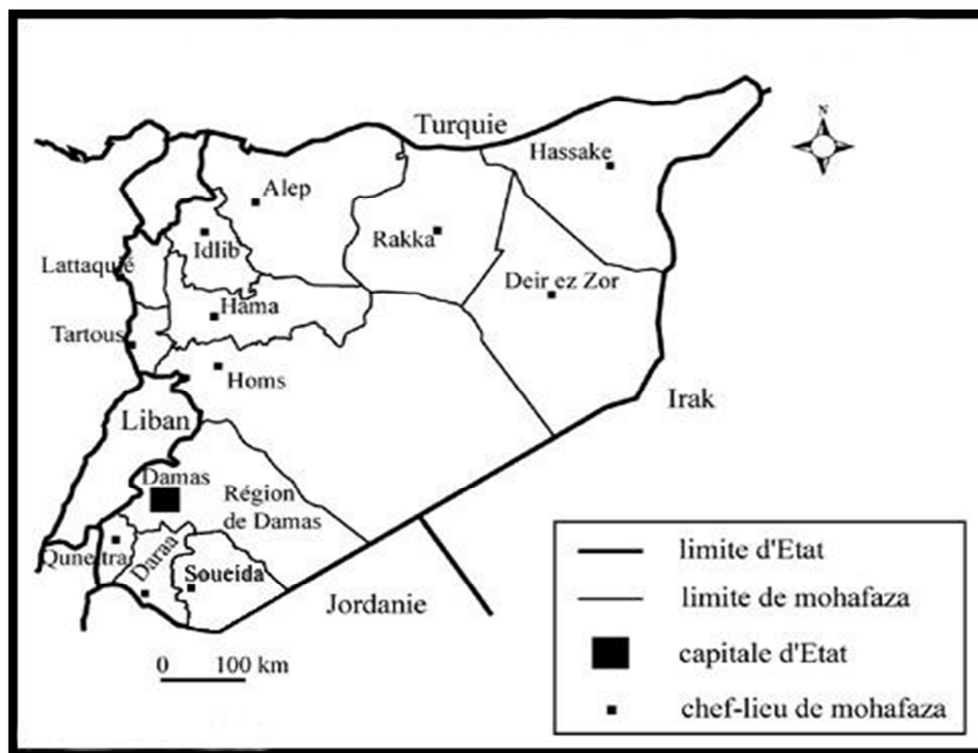 N
Turquie
Hassake
Alep
Rakka
Idlib
Lattaquié
Deir ez Zor
Hama
Tartous
Homs
Irak
Liban
Damas
Région
de Damas
Quneitra
Daraa
Soueida
Jordanie
0 100 km
limite d'Etat
limite de mohafaza
capitale d'Etat
chef-lieu de mohafaza